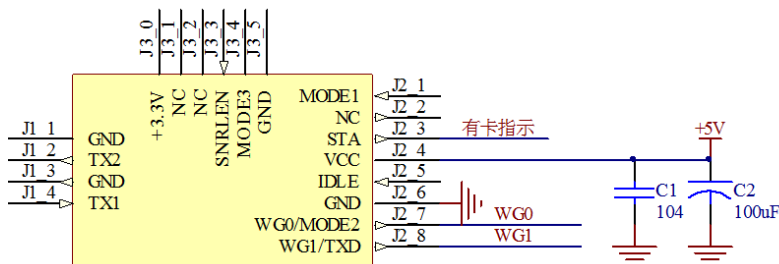 J3_0
J3_1
J3_2
J3_3
J3_4
J3_5
+3.3V
NC
NC
SNRLEN
MODE3
GND
J1_1 GND
J1_2 TX2
J1_3 GND
J1_4 TX1
MODE1 J2_1
NC J2_2
STA J2_3 有卡指示
VCC J2_4
IDLE J2_5
GND J2_6
WG0/MODE2 J2_7 WG0
WG1/TXD J2_8 WG1
+5V
C1
104
C2
100uF